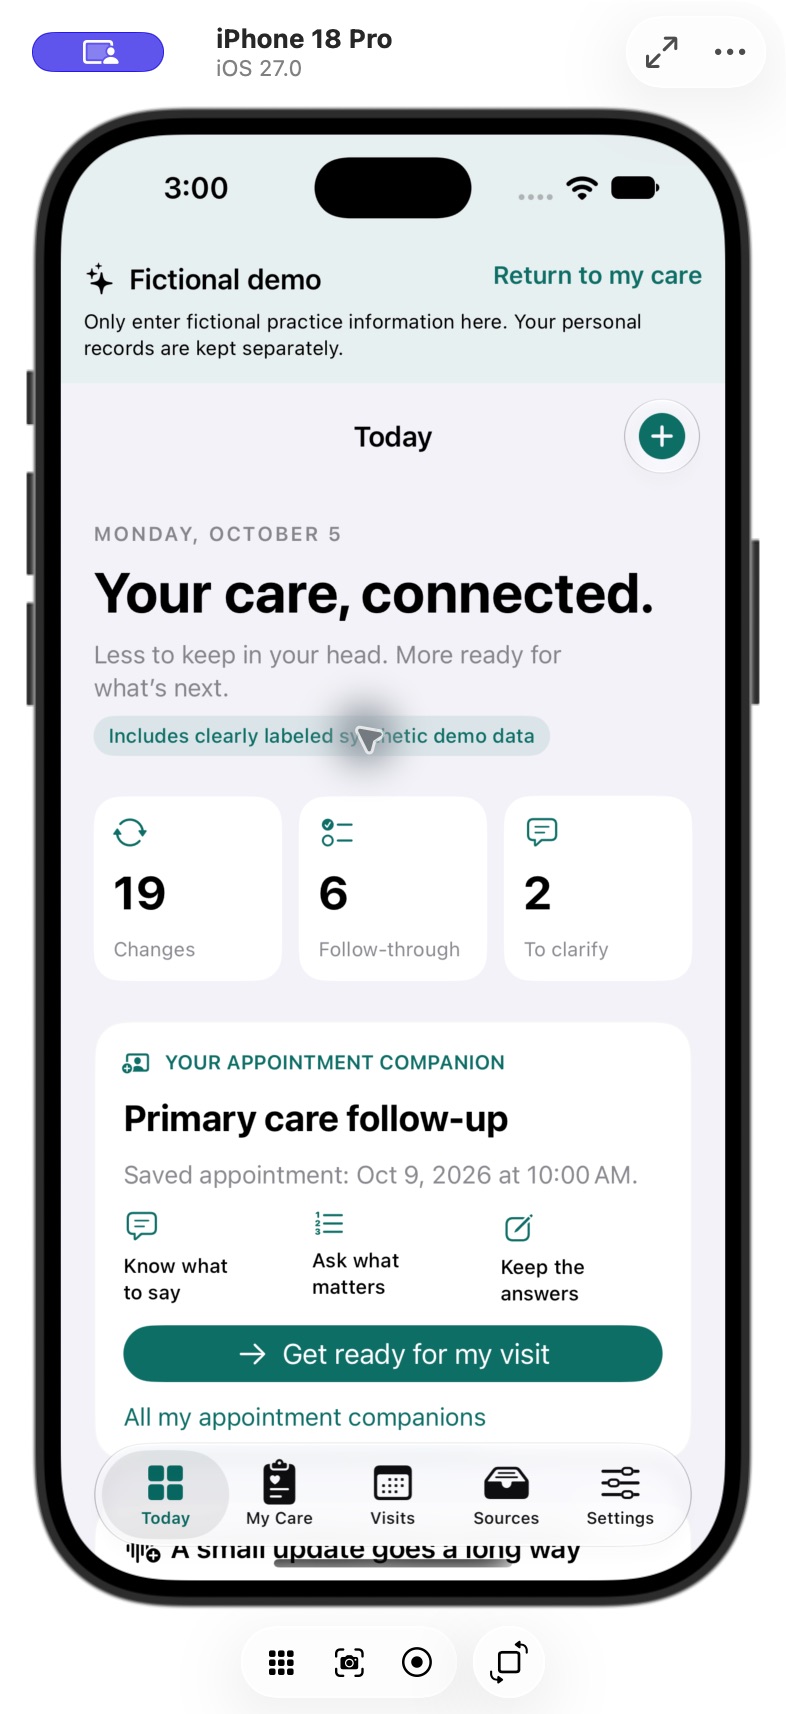 iPhone 18 Pro
iOS 27.0
3:00
Fictional demo
Return to my care
Only enter fictional practice information here. Your personal
records are kept separately.
Today
MONDAY, OCTOBER 5
Your care, connected.
Less to keep in your head. More ready for
what's next.
Includes clearly labeled synthetic demo data
19
Changes
6
Follow-through
2
To clarify
YOUR APPOINTMENT COMPANION
Primary care follow-up
Saved appointment: Oct 9, 2026 at 10:00 AM.
Know what
to say
Ask what
matters
Keep the
answers
Get ready for my visit
All my appointment companions
Today
My Care
Visits
Sources
Settings
A small update goes a long way